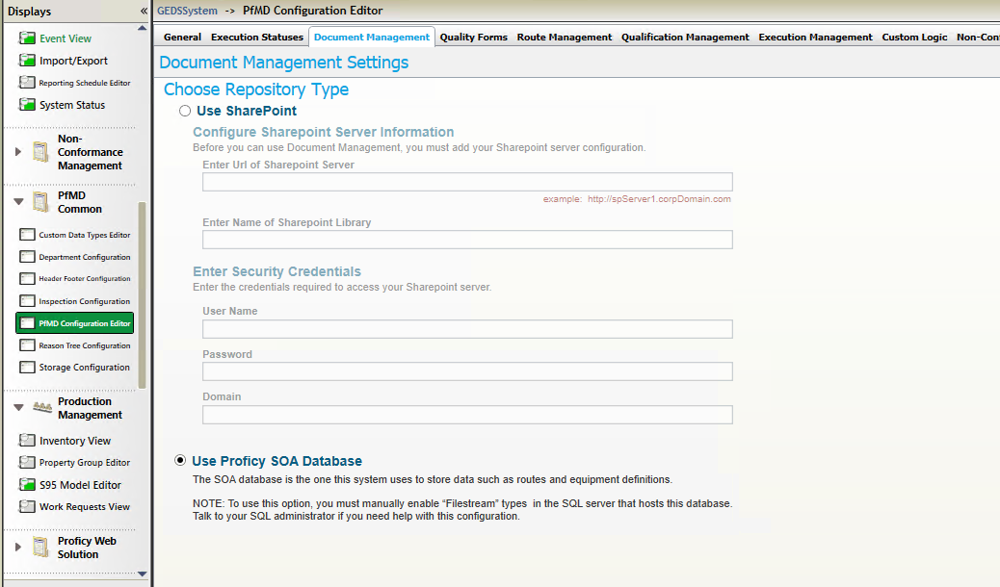 Displays «
Event View
Import/Export
Reporting Schedule Editor
System Status
Non-
Conformance
Management
PfMD
Common
Custom Data Types Editor
Department Configuration
Header Footer Configuration
Inspection Configuration
PfMD Configuration Editor
Reason Tree Configuration
Storage Configuration
Production
Management
Inventory View
Property Group Editor
S95 Model Editor
Work Requests View
Proficy Web
Solution
GEDSSystem -> PfMD Configuration Editor
General Execution Statuses Document Management Quality Forms Route Management Qualification Management Execution Management Custom Logic Non-Con
Document Management Settings
Choose Repository Type
Use SharePoint
Configure Sharepoint Server Information
Before you can use Document Management, you must add your Sharepoint server configuration.
Enter Url of Sharepoint Server
example: http://spServer1.corpDomain.com
Enter Name of Sharepoint Library
Enter Security Credentials
Enter the credentials required to access your Sharepoint server.
User Name
Password
Domain
Use Proficy SOA Database
The SOA database is the one this system uses to store data such as routes and equipment definitions.
NOTE: To use this option, you must manually enable “Filestream” types in the SQL server that hosts this database.
Talk to your SQL administrator if you need help with this configuration.